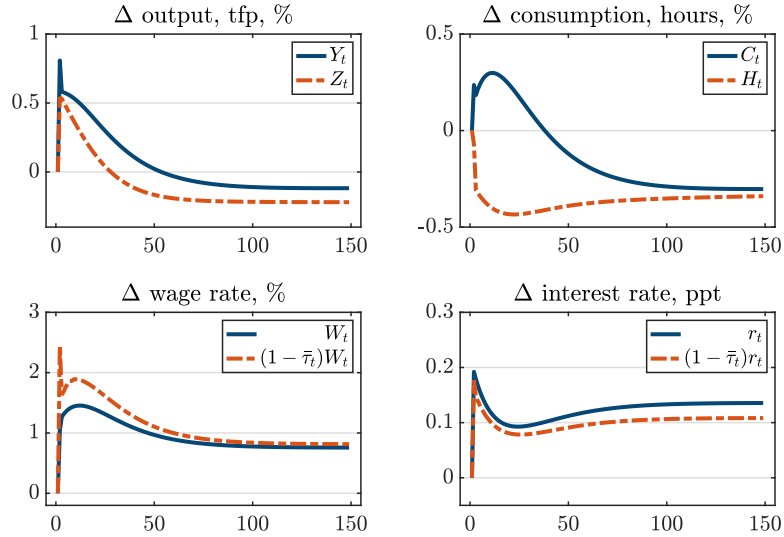 Δ output, tfp, %
1
0.5
0
Y_t
Z_t
0 50 100 150
Δ consumption, hours, %
0.5
0
-0.5
C_t
H_t
0 50 100 150
Δ wage rate, %
3
2
1
0
W_t
(1 − τ̄_t)W_t
0 50 100 150
Δ interest rate, ppt
0.3
0.2
0.1
0
r_t
(1 − τ̄_t)r_t
0 50 100 150